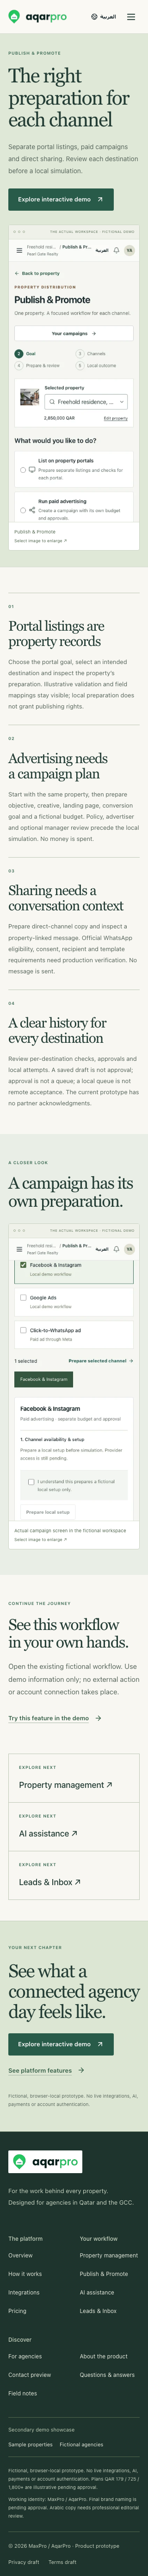 aqarpro
العربية
PUBLISH & PROMOTE
The right
preparation for
each channel
Separate portal listings, paid campaigns
and direct sharing. Review each destination
before a local simulation.
Explore interactive demo ↗
THE ACTUAL WORKSPACE · FICTIONAL DEMO
Freehold resi... / Publish & Pr...
Pearl Gate Realty
العربية
← Back to property
PROPERTY DISTRIBUTION
Publish & Promote
One property. A focused workflow for each channel.
Your campaigns →
2 Goal
3 Channels
4 Prepare & review
5 Local outcome
Selected property
Freehold residence, ...
2,850,000 QAR
Edit property
What would you like to do?
List on property portals
Prepare separate listings and checks for
each portal.
Run paid advertising
Create a campaign with its own budget
and approvals.
Publish & Promote
Select image to enlarge ↗
01
Portal listings are
property records
Choose the portal goal, select an intended
destination and inspect the property's
readiness. Illustrative validation and field
mappings stay visible; local preparation does
not grant publishing rights.
02
Advertising needs
a campaign plan
Start with the same property, then prepare
objective, creative, landing page, conversion
goal and a fictional budget. Policy, advertiser
and optional manager review precede the local
simulation. No money is spent.
03
Sharing needs a
conversation context
Prepare direct-channel copy and inspect a
property-linked message. Official WhatsApp
eligibility, consent, recipient and template
requirements need production verification. No
message is sent.
04
A clear history for
every destination
Review per-destination checks, approvals and
local attempts. A saved draft is not approval;
approval is not a queue; a local queue is not
remote acceptance. The current prototype has
no partner acknowledgments.
A CLOSER LOOK
A campaign has its
own preparation.
THE ACTUAL WORKSPACE · FICTIONAL DEMO
Freehold resi... / Publish & Pr...
Pearl Gate Realty
العربية
Facebook & Instagram
Local demo workflow
Google Ads
Local demo workflow
Click-to-WhatsApp ad
Paid ad through Meta
1 selected
Prepare selected channel →
Facebook & Instagram
Facebook & Instagram
Paid advertising · separate budget and approval
1. Channel availability & setup
Prepare a local setup before simulation. Provider
access is still pending.
I understand this prepares a fictional
local setup only.
Prepare local setup
Actual campaign screen in the fictional workspace
Select image to enlarge ↗
CONTINUE THE JOURNEY
See this workflow
in your own hands.
Open the existing fictional workflow. Use
demo information only; no external action
or account connection takes place.
Try this feature in the demo →
EXPLORE NEXT
Property management ↗
EXPLORE NEXT
AI assistance ↗
EXPLORE NEXT
Leads & Inbox ↗
YOUR NEXT CHAPTER
See what a
connected agency
day feels like.
Explore interactive demo ↗
See platform features →
Fictional, browser-local prototype. No live integrations, AI,
payments or account authentication.
aqarpro
For the work behind every property.
Designed for agencies in Qatar and the GCC.
The platform
Overview
How it works
Integrations
Pricing
Your workflow
Property management
Publish & Promote
AI assistance
Leads & Inbox
Discover
For agencies
Contact preview
Field notes
About the product
Questions & answers
Secondary demo showcase
Sample properties
Fictional agencies
Fictional, browser-local prototype. No live integrations, AI,
payments or account authentication. Plans QAR 179 / 725 /
1,800+ are illustrative pending approval.
Working identity: MaxPro / AqarPro. Final brand naming is
pending approval. Arabic copy needs professional editorial
review.
© 2026 MaxPro / AqarPro · Product prototype
Privacy draft
Terms draft